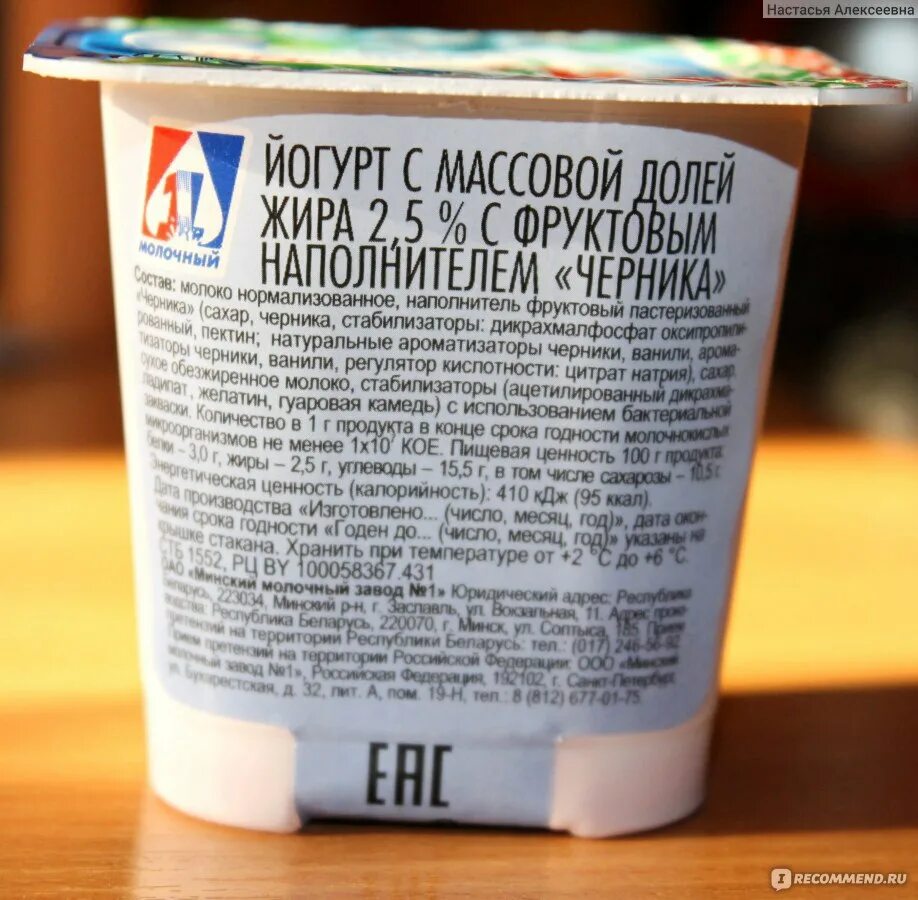 Настасья Алексеевна
1
МОЛОЧНЫЙ
ЙОГУРТ С МАССОВОЙ ДОЛЕЙ
ЖИРА 2,5 % С ФРУКТОВЫМ
НАПОЛНИТЕЛЕМ «ЧЕРНИКА»
Состав: молоко нормализованное, наполнитель фруктовый пастеризованный
«Черника» (сахар, черника, стабилизаторы: дикрахмалфосфат оксипропили-
рованный, пектин; натуральные ароматизаторы черники, ванили, арома-
тизаторы черники, ванили, регулятор кислотности: цитрат натрия), сахар,
сухое обезжиренное молоко, стабилизаторы (ацетилированный дикрахма-
ладипат, желатин, гуаровая камедь) с использованием бактериальной
закваски. Количество в 1 г продукта в конце срока годности молочнокислых
микроорганизмов не менее 1х10⁷ КОЕ. Пищевая ценность 100 г продукта:
белки – 3,0 г, жиры – 2,5 г, углеводы – 15,5 г, в том числе сахарозы – 10,5 г.
Энергетическая ценность (калорийность): 410 кДж (95 ккал).
Дата производства «Изготовлено... (число, месяц, год)», дата окон-
чания срока годности «Годен до... (число, месяц, год)» указаны на
крышке стакана. Хранить при температуре от +2 °С до +6 °С.
СТБ 1552, РЦ BY 100058367.431
ОАО «Минский молочный завод №1» Юридический адрес: Республика
Беларусь, 223034, Минский р-н, г. Заславль, ул. Вокзальная, 11. Адрес произ-
водства: Республика Беларусь, 220070, г. Минск, ул. Солтыса, 185. Прием
претензий на территории Республики Беларусь: тел.: (017) 246-56-92
Прием претензий на территории Российской Федерации: ООО «Минский
молочный завод №1», Российская Федерация, 192102, г. Санкт-Петербург,
ул. Бухарестская, д. 32, лит. А, пом. 19-Н, тел.: 8 (812) 677-01-75.
EAC
IRECOMMEND.RU